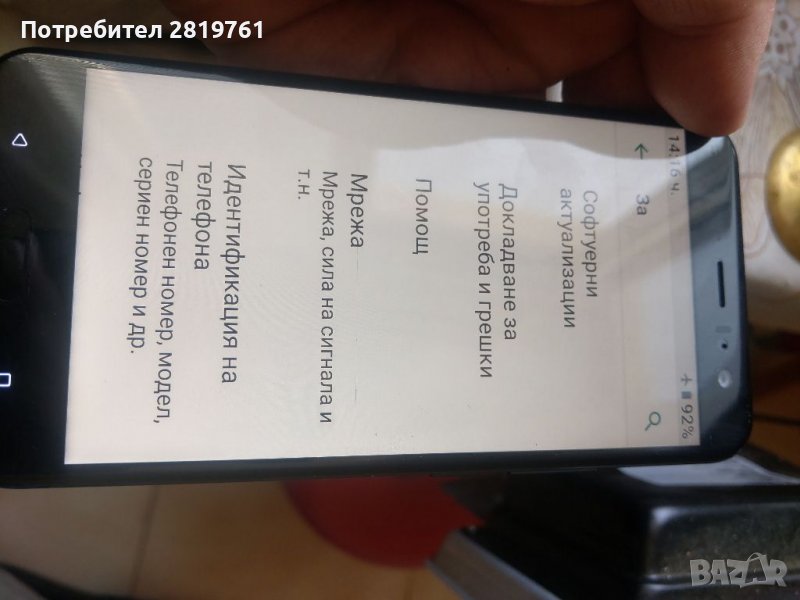 Потребител 2819761
14:16 ч.
92%
За
Софтуерни
актуализации
Докладване за
употреба и грешки
Помощ
Мрежа
Мрежа, сила на сигнала и
т.н.
Идентификация на
телефона
Телефонен номер, модел,
сериен номер и др.
BAZAR